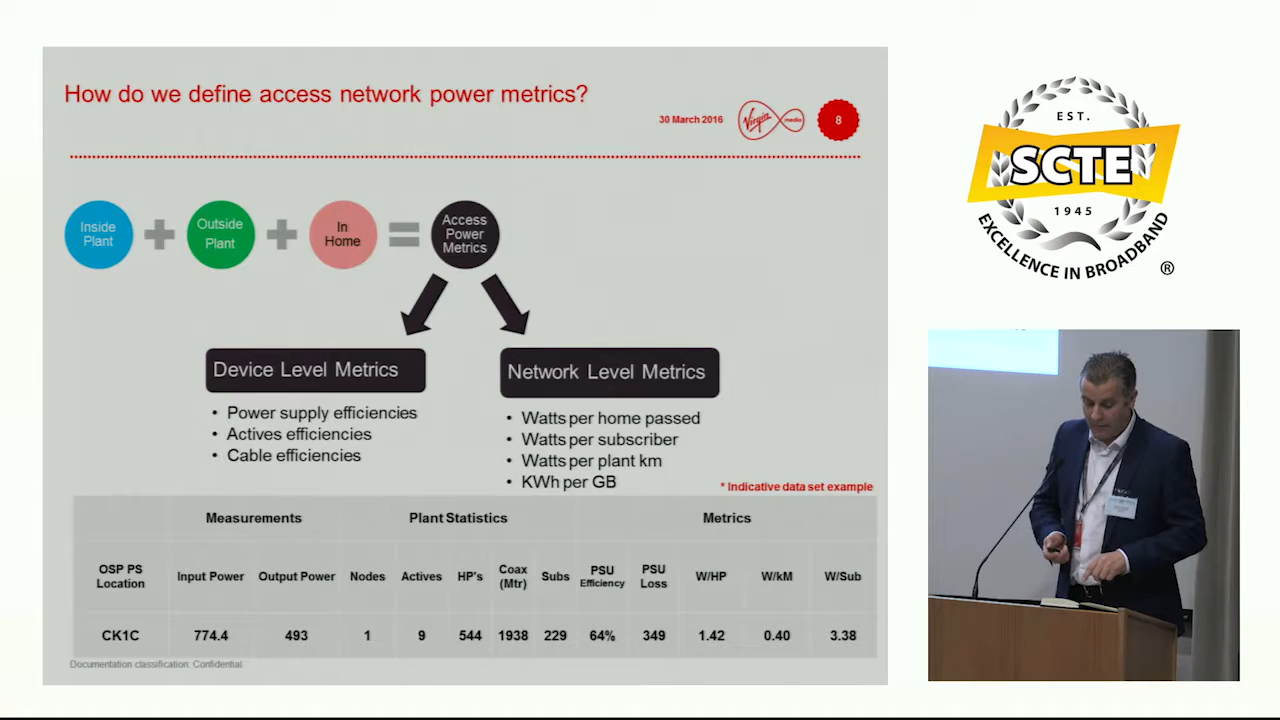 How do we define access network power metrics?
30 March 2016
Virgin media
8
Inside
Plant
Outside
Plant
In
Home
Access
Power
Metrics
Device Level Metrics
• Power supply efficiencies
• Actives efficiencies
• Cable efficiencies
Network Level Metrics
• Watts per home passed
• Watts per subscriber
• Watts per plant km
• KWh per GB
* Indicative data set example
Measurements Plant Statistics Metrics
OSP PS Location Input Power Output Power Nodes Actives HP's Coax (Mtr) Subs PSU Efficiency PSU Loss W/HP W/kM W/Sub
CK1C 774.4 493 1 9 544 1938 229 64% 349 1.42 0.40 3.38
Documentation classification: Confidential
EST.
SCTE
1945
EXCELLENCE IN BROADBAND
®